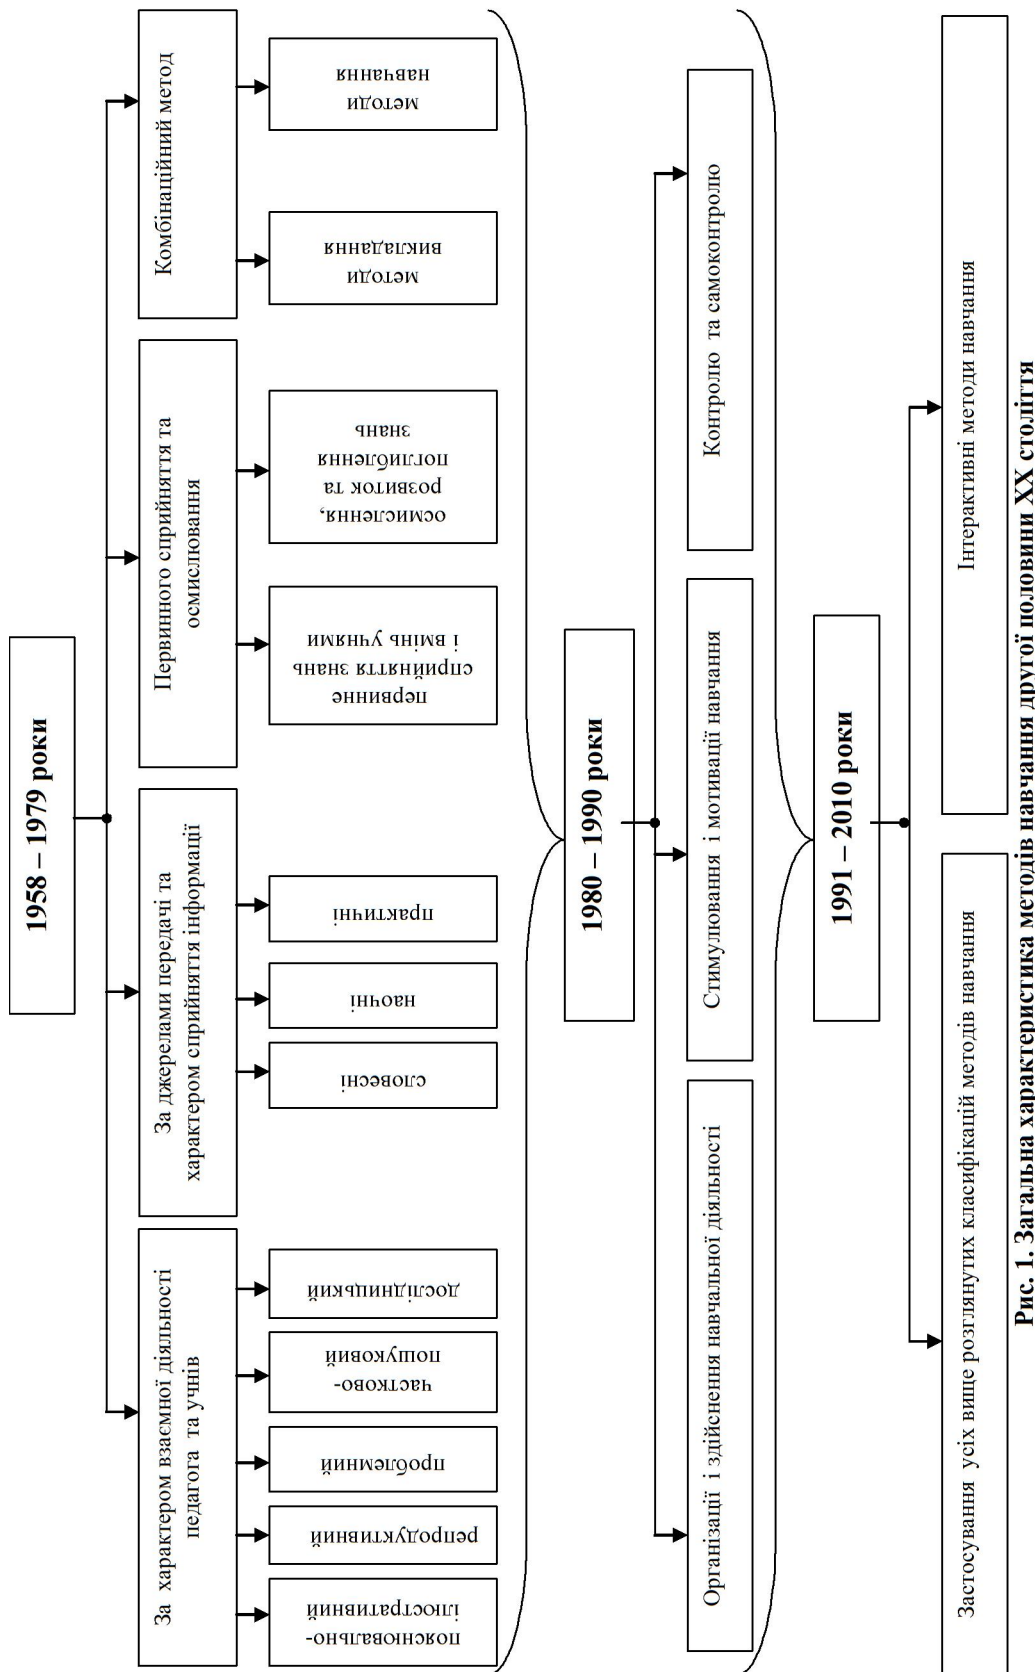 1958 – 1979 роки
За характером взаємної діяльності
педагога та учнів
За джерелами передачі та
характером сприйняття інформації
Первинного сприйняття та
осмислювання
Комбінаційний метод
пояснювально-
ілюстративний
репродуктивний
проблемний
частково-
пошуковий
дослідницький
словесні
наочні
практичні
первинне
сприйняття знань
і вмінь учнями
осмислення,
розвиток та
поглиблення
знань
методи
викладання
методи
навчання
1980 – 1990 роки
Організації і здійснення навчальної діяльності
Стимулювання і мотивації навчання
Контролю та самоконтролю
1991 – 2010 роки
Застосування усіх вище розглянутих класифікацій методів навчання
Інтерактивні методи навчання
Рис. 1. Загальна характеристика методів навчання другої половини ХХ століття